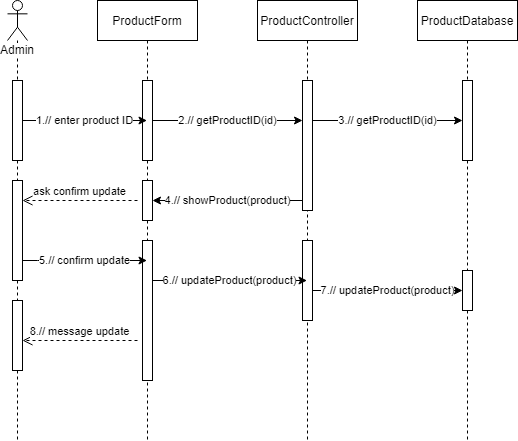 ProductForm
ProductController
ProductDatabase
Admin
1.// enter product ID
2.// getProductID(id)
3.// getProductID(id)
ask confirm update
4.// showProduct(product)
5.// confirm update
6.// updateProduct(product)
7.// updateProduct(product)
8.// message update